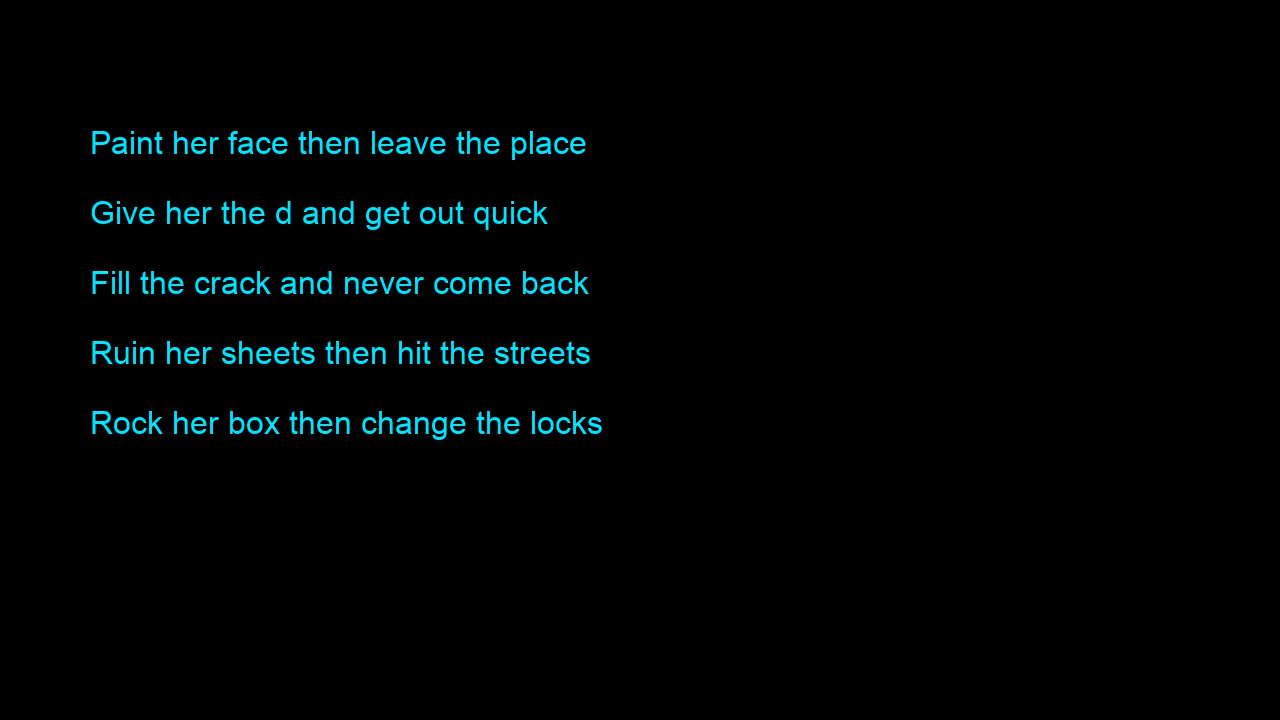 Paint her face then leave the place
Give her the d and get out quick
Fill the crack and never come back
Ruin her sheets then hit the streets
Rock her box then change the locks